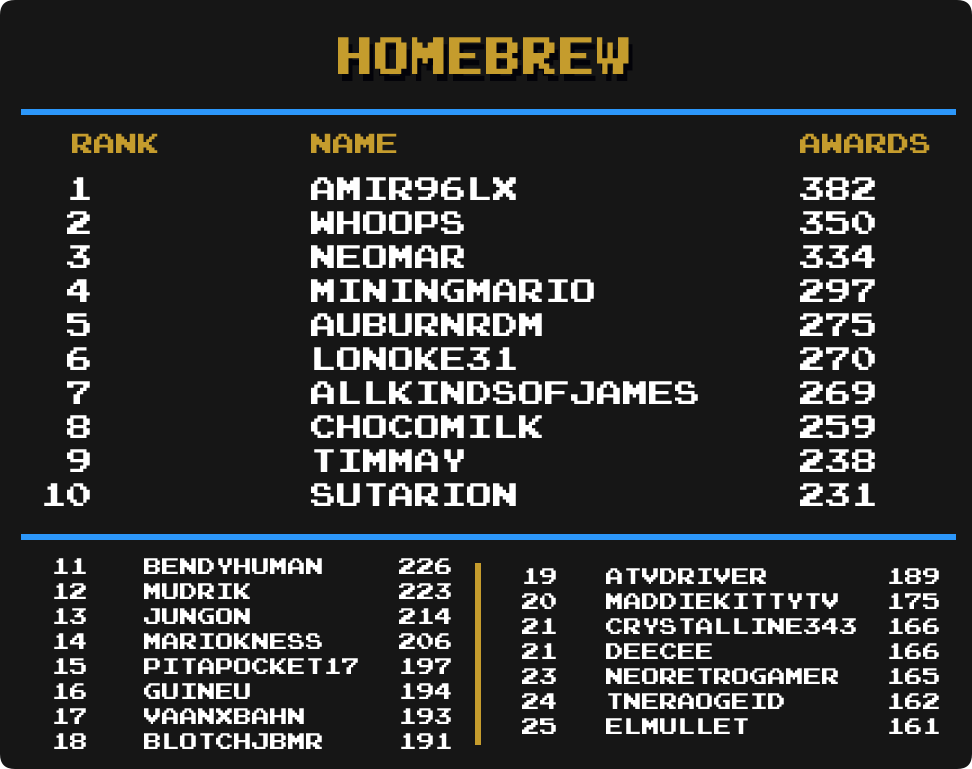 HOMEBREW
RANK NAME AWARDS
1 AMIR96LX 382
2 WHOOPS 350
3 NEOMAR 334
4 MININGMARIO 297
5 AUBURNRDM 275
6 LONOKE31 270
7 ALLKINDSOFJAMES 269
8 CHOCOMILK 259
9 TIMMAY 238
10 SUTARION 231
11 BENDYHUMAN 226
12 MUDRIK 223
13 JUNGON 214
14 MARIOKNESS 206
15 PITAPOCKET17 197
16 GUINEU 194
17 VAANXBAHN 193
18 BLOTCHJBMR 191
19 ATVDRIVER 189
20 MADDIEKITTYTV 175
21 CRYSTALLINE343 166
21 DEECEE 166
23 NEORETROGAMER 165
24 TNERAOGEID 162
25 ELMULLET 161